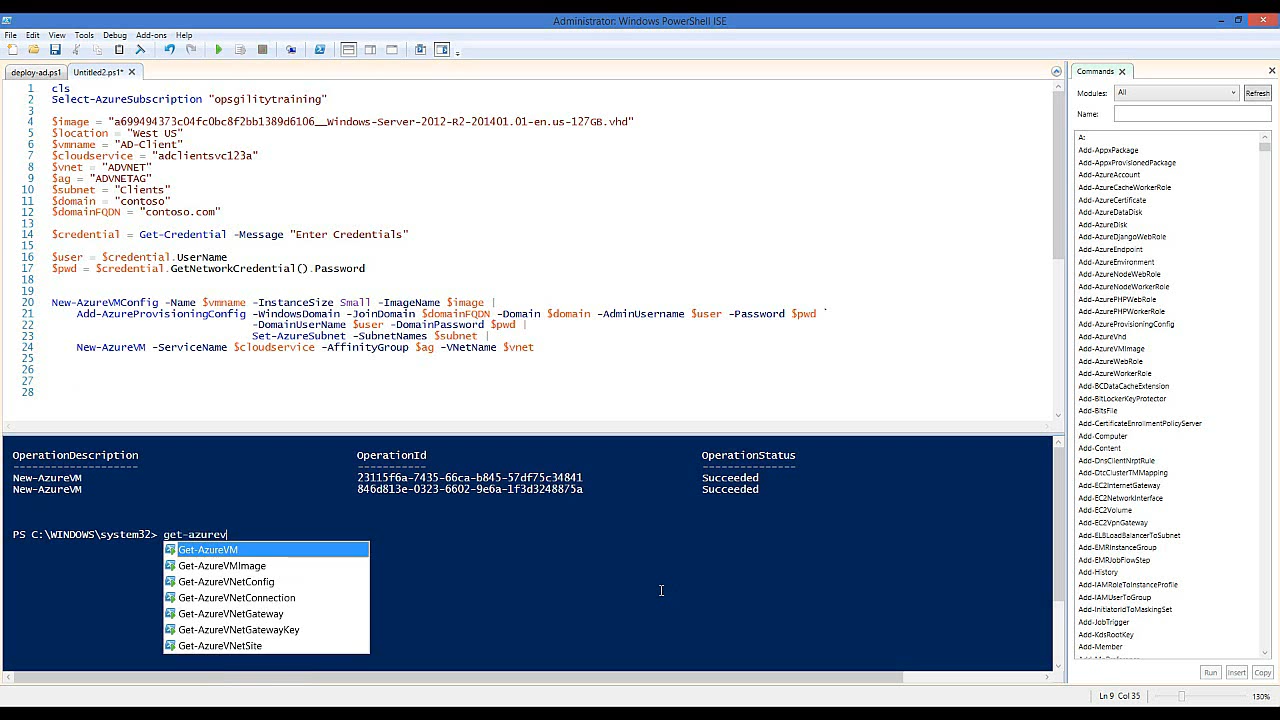 Administrator: Windows PowerShell ISE
File Edit View Tools Debug Add-ons Help
deploy-ad.ps1 Untitled2.ps1*
1 cls
2 Select-AzureSubscription "opsgilitytraining"
3
4 $image = "a699494373c04fc0bc8f2bb1389d6106__Windows-Server-2012-R2-201401.01-en.us-127GB.vhd"
5 $location = "West US"
6 $vmname = "AD-Client"
7 $cloudservice = "adclientsvc123a"
8 $vnet = "ADVNET"
9 $ag = "ADVNETAG"
10 $subnet = "Clients"
11 $domain = "contoso"
12 $domainFQDN = "contoso.com"
13
14 $credential = Get-Credential -Message "Enter Credentials"
15
16 $user = $credential.UserName
17 $pwd = $credential.GetNetworkCredential().Password
18
19
20 New-AzureVMConfig -Name $vmname -InstanceSize Small -ImageName $image |
21 Add-AzureProvisioningConfig -WindowsDomain -JoinDomain $domainFQDN -Domain $domain -AdminUsername $user -Password $pwd `
22 -DomainUserName $user -DomainPassword $pwd |
23 Set-AzureSubnet -SubnetNames $subnet |
24 New-AzureVM -ServiceName $cloudservice -AffinityGroup $ag -VNetName $vnet
25
26
27
28
OperationDescription OperationId OperationStatus
-------------------- ----------- ---------------
New-AzureVM 23115f6a-7435-66ca-b845-57df75c34841 Succeeded
New-AzureVM 846d813e-0323-6602-9e6a-1f3d3248875a Succeeded
PS C:\WINDOWS\system32> get-azurev
Get-AzureVM
Get-AzureVMImage
Get-AzureVNetConfig
Get-AzureVNetConnection
Get-AzureVNetGateway
Get-AzureVNetGatewayKey
Get-AzureVNetSite
Commands
Modules: All Refresh
Name:
A:
Add-AppxPackage
Add-AppxProvisionedPackage
Add-AzureAccount
Add-AzureCacheWorkerRole
Add-AzureCertificate
Add-AzureDataDisk
Add-AzureDisk
Add-AzureDjangoWebRole
Add-AzureEndpoint
Add-AzureEnvironment
Add-AzureNodeWebRole
Add-AzureNodeWorkerRole
Add-AzurePHPWebRole
Add-AzurePHPWorkerRole
Add-AzureProvisioningConfig
Add-AzureVhd
Add-AzureVMImage
Add-AzureWebRole
Add-AzureWorkerRole
Add-BCDataCacheExtension
Add-BitLockerKeyProtector
Add-BitsFile
Add-CertificateEnrollmentPolicyServer
Add-Computer
Add-Content
Add-DnsClientNrptRule
Add-DtcClusterTMMapping
Add-EC2InternetGateway
Add-EC2NetworkInterface
Add-EC2Volume
Add-EC2VpnGateway
Add-ELBLoadBalancerToSubnet
Add-EMRInstanceGroup
Add-EMRJobFlowStep
Add-History
Add-IAMRoleToInstanceProfile
Add-IAMUserToGroup
Add-InitiatorIdToMaskingSet
Add-JobTrigger
Add-KdsRootKey
Add-Member
Run Insert Copy
Ln 9 Col 35 130%